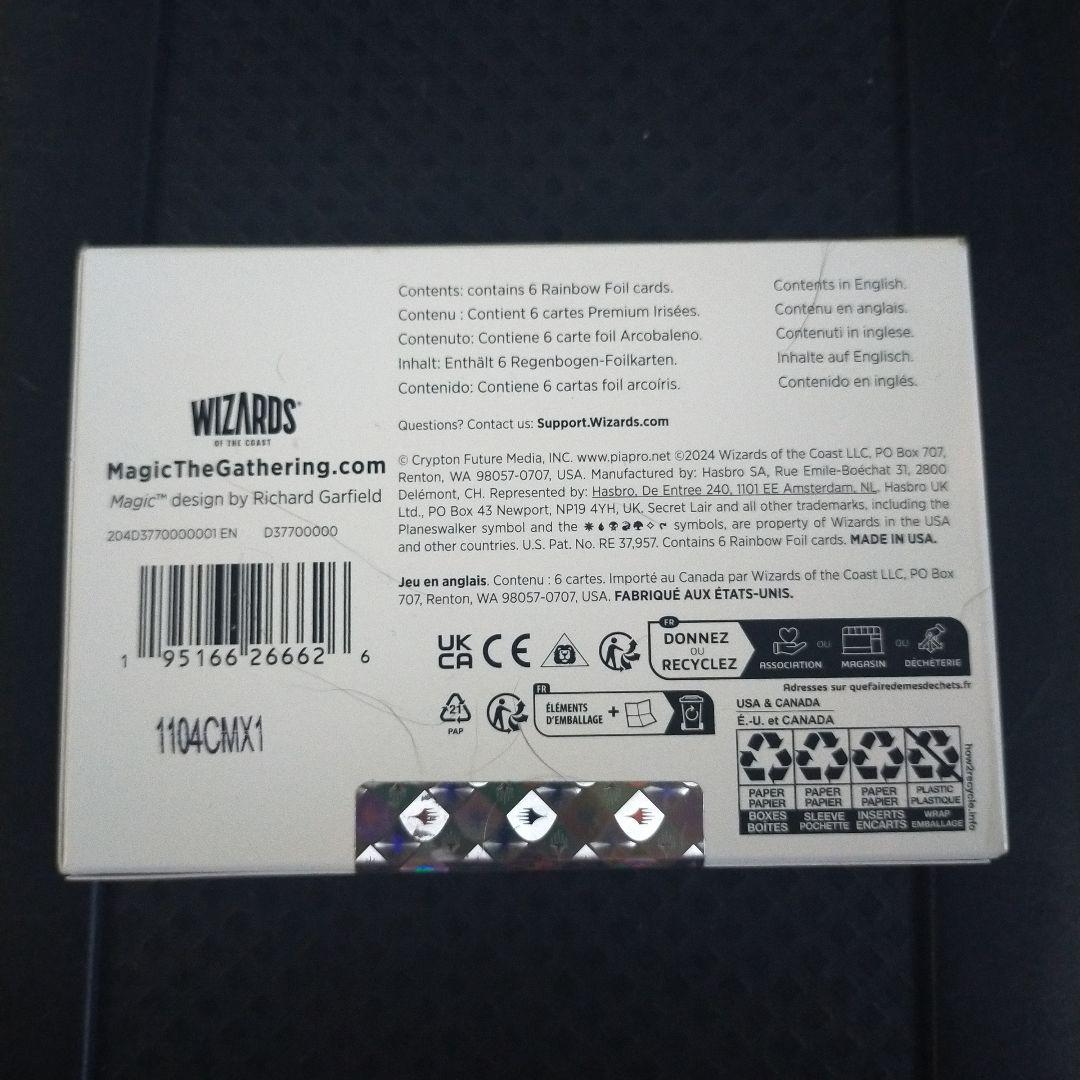 Contents: contains 6 Rainbow Foil cards.
Contenu : Contient 6 cartes Premium Irisées.
Contenuto: Contiene 6 carte foil Arcobaleno.
Inhalt: Enthält 6 Regenbogen-Foilkarten.
Contenido: Contiene 6 cartas foil arcoíris.
Contents in English.
Contenu en anglais.
Contenuti in inglese.
Inhalte auf Englisch.
Contenido en inglés.
Questions? Contact us: Support.Wizards.com
WIZARDS®
OF THE COAST
MagicTheGathering.com
Magic™ design by Richard Garfield
204D3770000001 EN D37700000
1 95166 26662 6
1104CMX1
© Crypton Future Media, INC. www.piapro.net ©2024 Wizards of the Coast LLC, PO Box 707,
Renton, WA 98057-0707, USA. Manufactured by: Hasbro SA, Rue Emile-Boéchat 31, 2800
Delémont, CH. Represented by: Hasbro, De Entree 240, 1101 EE Amsterdam, NL. Hasbro UK
Ltd., PO Box 43 Newport, NP19 4YH, UK. Secret Lair and all other trademarks, including the
Planeswalker symbol and the symbols, are property of Wizards in the USA
and other countries. U.S. Pat. No. RE 37,957. Contains 6 Rainbow Foil cards. MADE IN USA.
Jeu en anglais. Contenu : 6 cartes. Importé au Canada par Wizards of the Coast LLC, PO Box
707, Renton, WA 98057-0707, USA. FABRIQUÉ AUX ÉTATS-UNIS.
UK
CA
CE
FR
DONNEZ
OU
RECYCLEZ
ASSOCIATION OU MAGASIN OU DÉCHÈTERIE
Adresses sur quefairedemesdechets.fr
21
PAP
FR
ÉLÉMENTS
D'EMBALLAGE +
USA & CANADA
É.-U. et CANADA
PAPER PAPER PAPER PLASTIC
PAPIER PAPIER PAPIER PLASTIQUE
BOXES SLEEVE INSERTS WRAP
BOÎTES POCHETTE ENCARTS EMBALLAGE
how2recycle.info